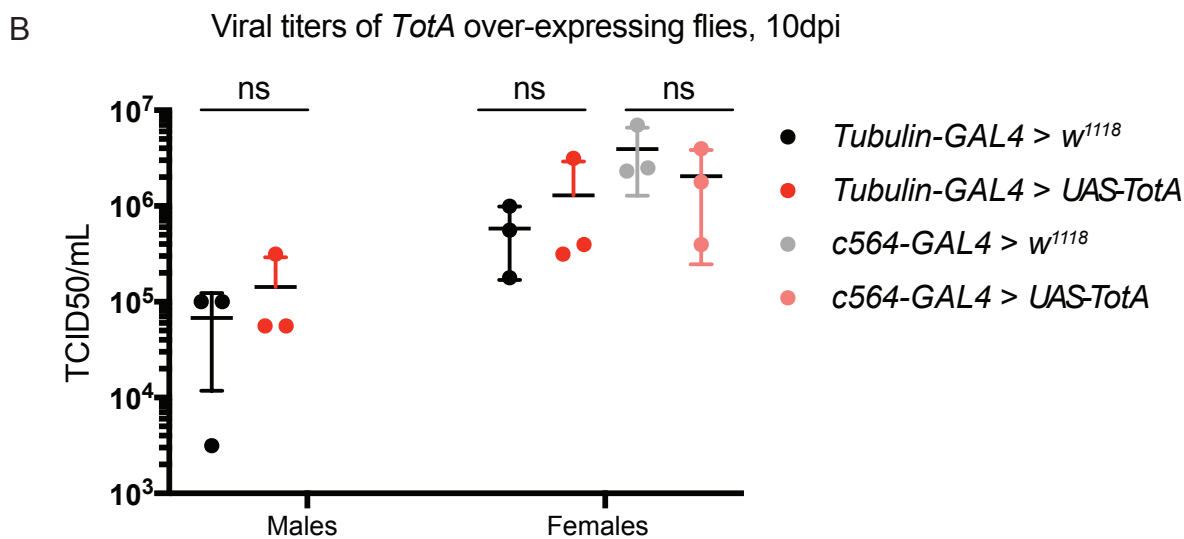 B
Viral titers of TotA over-expressing flies, 10dpi
ns
ns
ns
TCID50/mL
10⁷
10⁶
10⁵
10⁴
10³
Males
Females
Tubulin-GAL4 > w¹¹¹⁸
Tubulin-GAL4 > UAS-TotA
c564-GAL4 > w¹¹¹⁸
c564-GAL4 > UAS-TotA